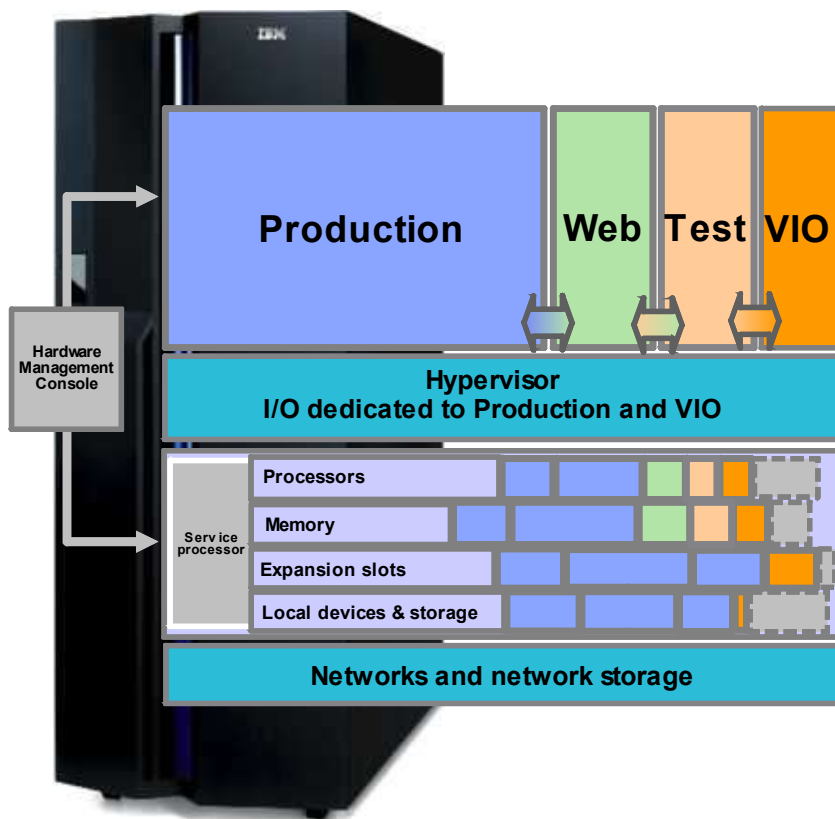 IBM
Production
Web
Test
VIO
Hardware
Management
Console
Hypervisor
I/O dedicated to Production and VIO
Service
processor
Processors
Memory
Expansion slots
Local devices & storage
Networks and network storage